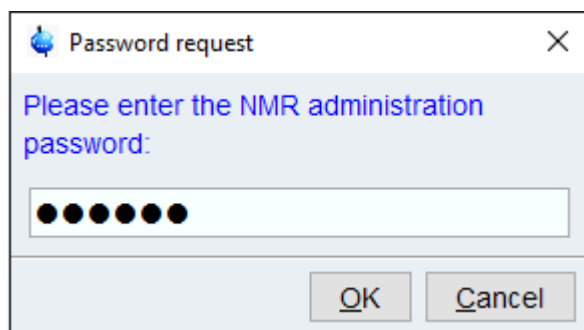 Password request
Please enter the NMR administration
password:
●●●●●●
OK
Cancel